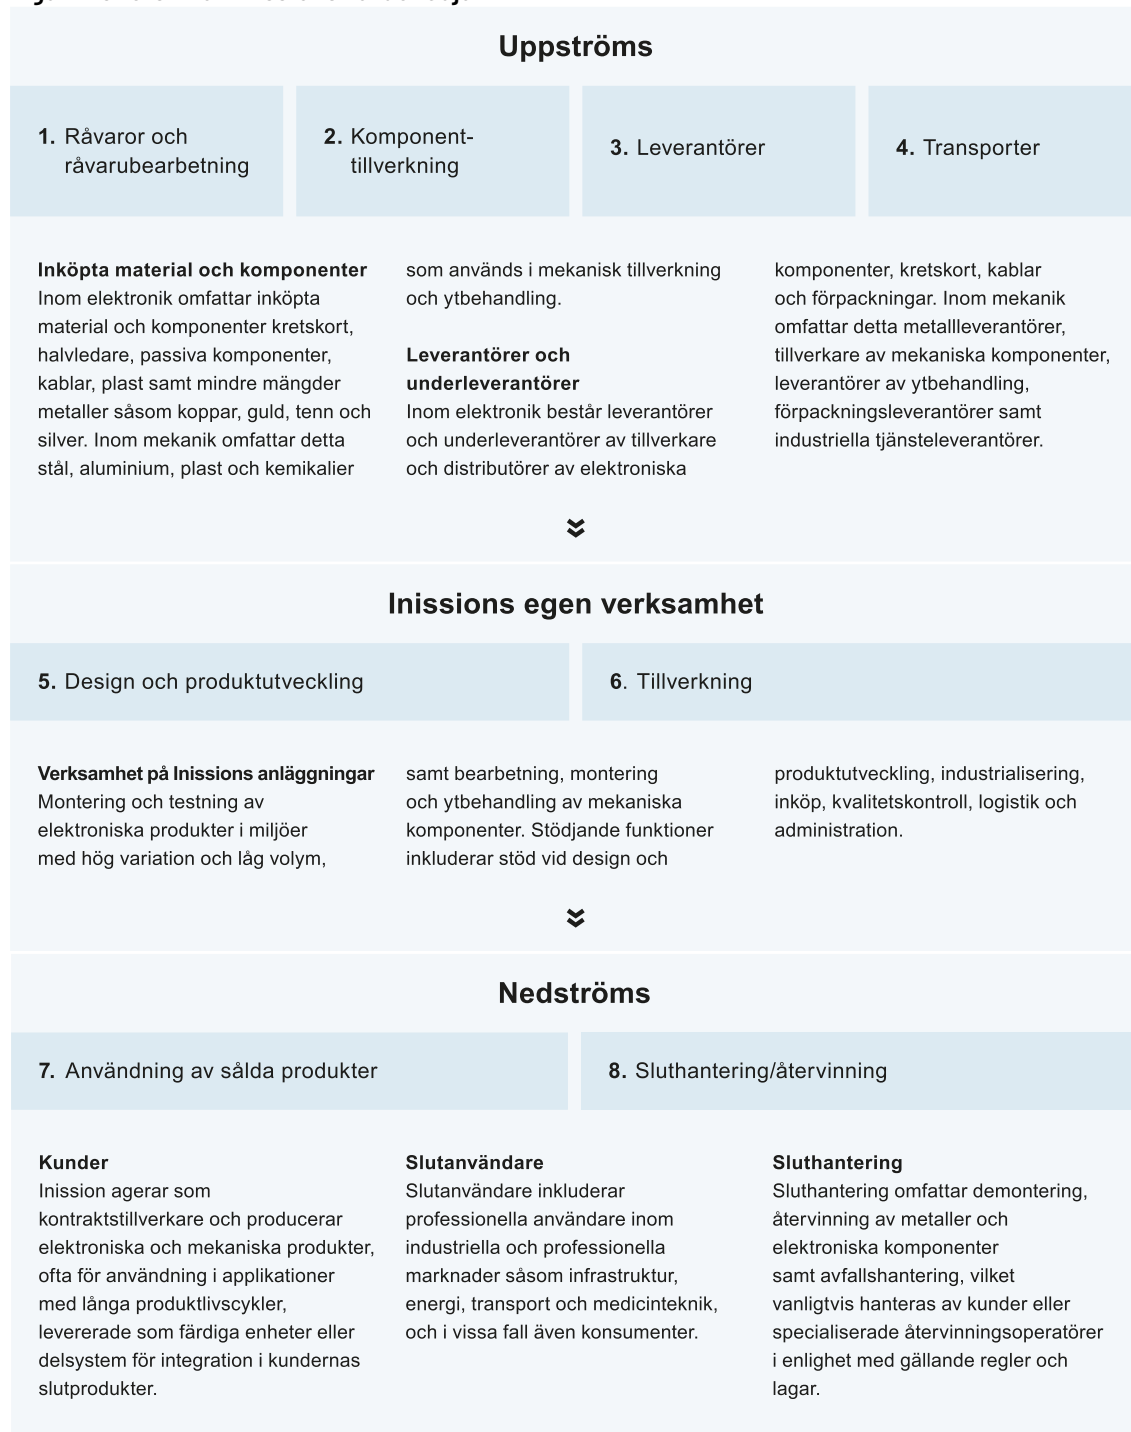 Uppströms
1. Råvaror och
råvarubearbetning
2. Komponent-
tillverkning
3. Leverantörer
4. Transporter
Inköpta material och komponenter
Inom elektronik omfattar inköpta
material och komponenter kretskort,
halvledare, passiva komponenter,
kablar, plast samt mindre mängder
metaller såsom koppar, guld, tenn och
silver. Inom mekanik omfattar detta
stål, aluminium, plast och kemikalier
som används i mekanisk tillverkning
och ytbehandling.
Leverantörer och
underleverantörer
Inom elektronik består leverantörer
och underleverantörer av tillverkare
och distributörer av elektroniska
komponenter, kretskort, kablar
och förpackningar. Inom mekanik
omfattar detta metallleverantörer,
tillverkare av mekaniska komponenter,
leverantörer av ytbehandling,
förpackningsleverantörer samt
industriella tjänsteleverantörer.
Inissions egen verksamhet
5. Design och produktutveckling
6. Tillverkning
Verksamhet på Inissions anläggningar
Montering och testning av
elektroniska produkter i miljöer
med hög variation och låg volym,
samt bearbetning, montering
och ytbehandling av mekaniska
komponenter. Stödjande funktioner
inkluderar stöd vid design och
produktutveckling, industrialisering,
inköp, kvalitetskontroll, logistik och
administration.
Nedströms
7. Användning av sålda produkter
8. Sluthantering/återvinning
Kunder
Inission agerar som
kontraktstillverkare och producerar
elektroniska och mekaniska produkter,
ofta för användning i applikationer
med långa produktlivscykler,
levererade som färdiga enheter eller
delsystem för integration i kundernas
slutprodukter.
Slutanvändare
Slutanvändare inkluderar
professionella användare inom
industriella och professionella
marknader såsom infrastruktur,
energi, transport och medicinteknik,
och i vissa fall även konsumenter.
Sluthantering
Sluthantering omfattar demontering,
återvinning av metaller och
elektroniska komponenter
samt avfallshantering, vilket
vanligtvis hanteras av kunder eller
specialiserade återvinningsoperatörer
i enlighet med gällande regler och
lagar.